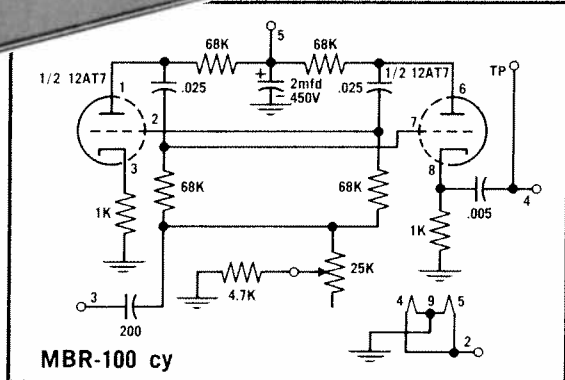 5
68K
68K
1/2 12AT7
.025
+
2mfd
450V
.025
1/2 12AT7
TP
1
6
2
7
3
8
68K
68K
1K
1K
.005
4
25K
4.7K
3
200
4 9 5
2
MBR-100 cy